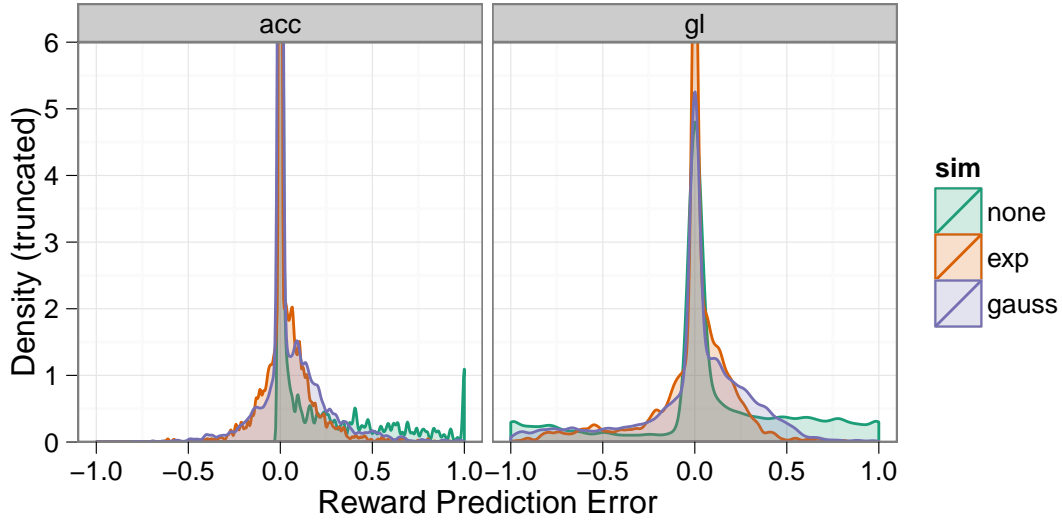 acc
gl
Density (truncated)
6
5
4
3
2
1
0
−1.0
−0.5
0.0
0.5
1.0
−1.0
−0.5
0.0
0.5
1.0
Reward Prediction Error
sim
none
exp
gauss